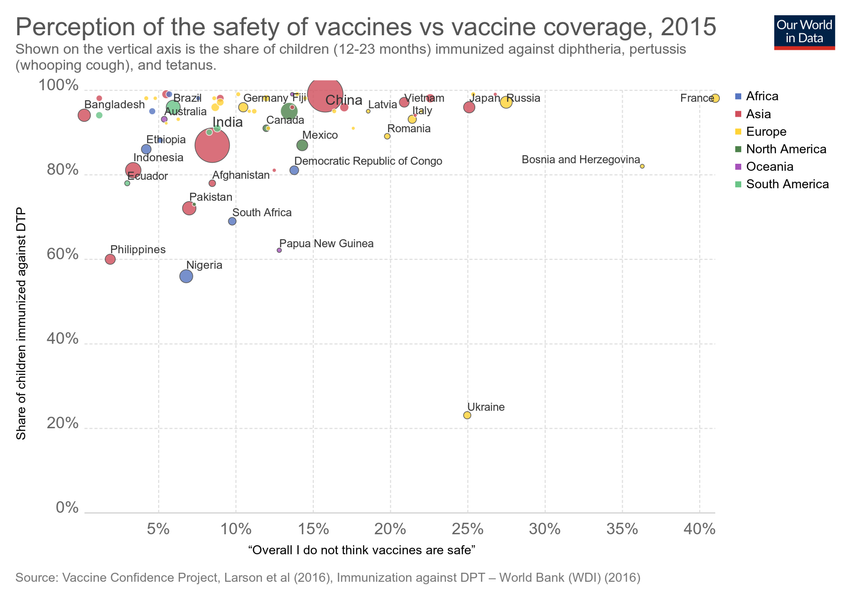 Perception of the safety of vaccines vs vaccine coverage, 2015
Shown on the vertical axis is the share of children (12-23 months) immunized against diphtheria, pertussis
(whooping cough), and tetanus.
Our World
in Data
100%
80%
60%
40%
20%
0%
Share of children immunized against DTP
Bangladesh
Brazil
Australia
Germany
Fiji
China
India
Canada
Latvia
Vietnam
Italy
Japan
Russia
France
Romania
Mexico
Ethiopia
Indonesia
Ecuador
Afghanistan
Democratic Republic of Congo
Bosnia and Herzegovina
Pakistan
South Africa
Papua New Guinea
Philippines
Nigeria
Ukraine
Africa
Asia
Europe
North America
Oceania
South America
5%
10%
15%
20%
25%
30%
35%
40%
“Overall I do not think vaccines are safe”
Source: Vaccine Confidence Project, Larson et al (2016), Immunization against DPT – World Bank (WDI) (2016)